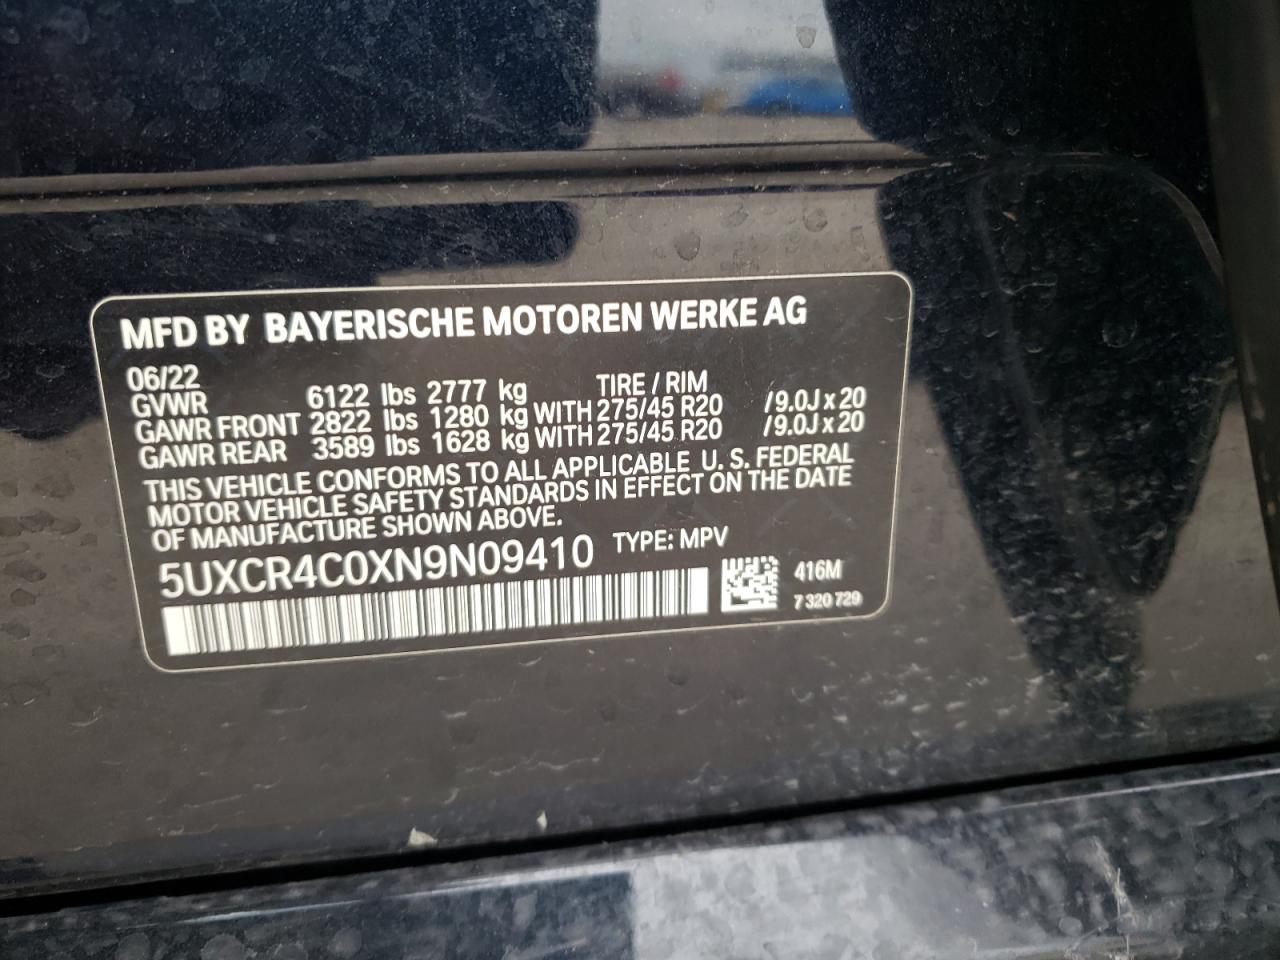 MFD BY BAYERISCHE MOTOREN WERKE AG
06/22 TIRE / RIM
GVWR 6122 lbs 2777 kg
GAWR FRONT 2822 lbs 1280 kg WITH 275/45 R20 /9.0J x 20
GAWR REAR 3589 lbs 1628 kg WITH 275/45 R20 /9.0J x 20
THIS VEHICLE CONFORMS TO ALL APPLICABLE U. S. FEDERAL
MOTOR VEHICLE SAFETY STANDARDS IN EFFECT ON THE DATE
OF MANUFACTURE SHOWN ABOVE.
5UXCR4C0XN9N09410 TYPE: MPV
416M
7 320 729